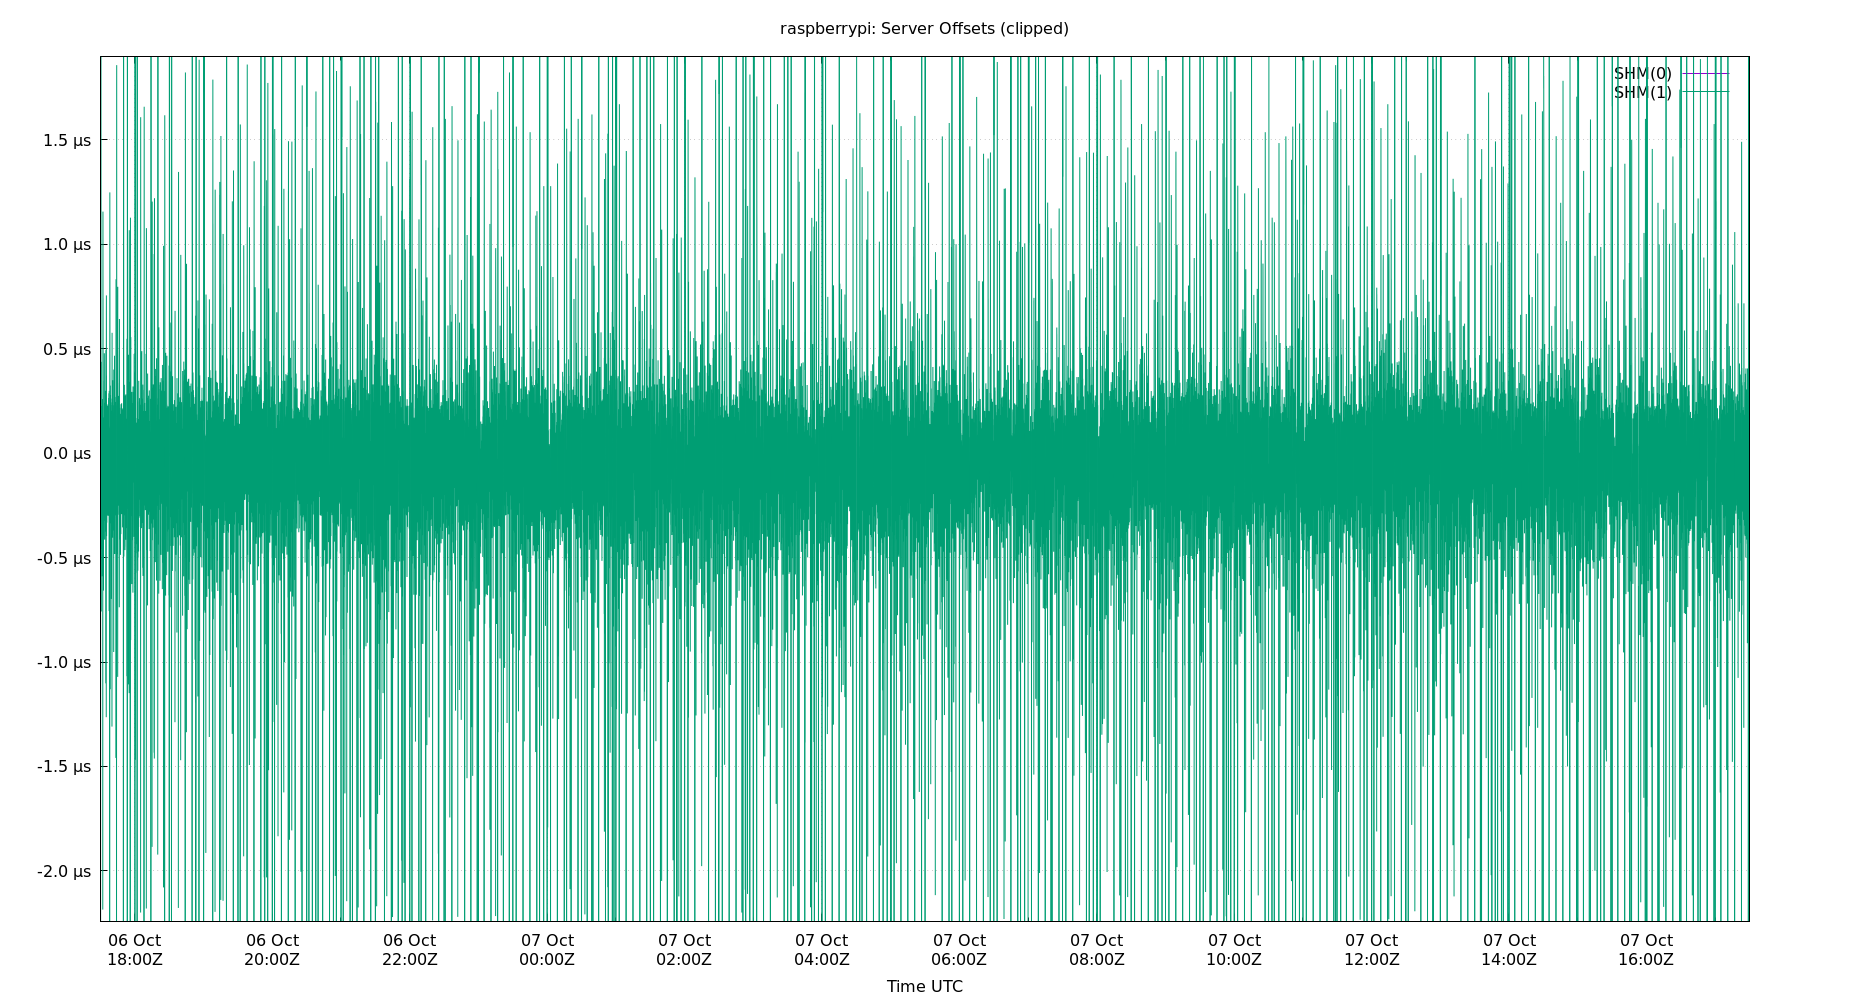 raspberrypi: Server Offsets (clipped)
SHM(0)
SHM(1)
1.5 µs
1.0 µs
0.5 µs
0.0 µs
-0.5 µs
-1.0 µs
-1.5 µs
-2.0 µs
06 Oct 06 Oct 06 Oct 07 Oct 07 Oct 07 Oct 07 Oct 07 Oct 07 Oct 07 Oct 07 Oct 07 Oct
18:00Z 20:00Z 22:00Z 00:00Z 02:00Z 04:00Z 06:00Z 08:00Z 10:00Z 12:00Z 14:00Z 16:00Z
Time UTC